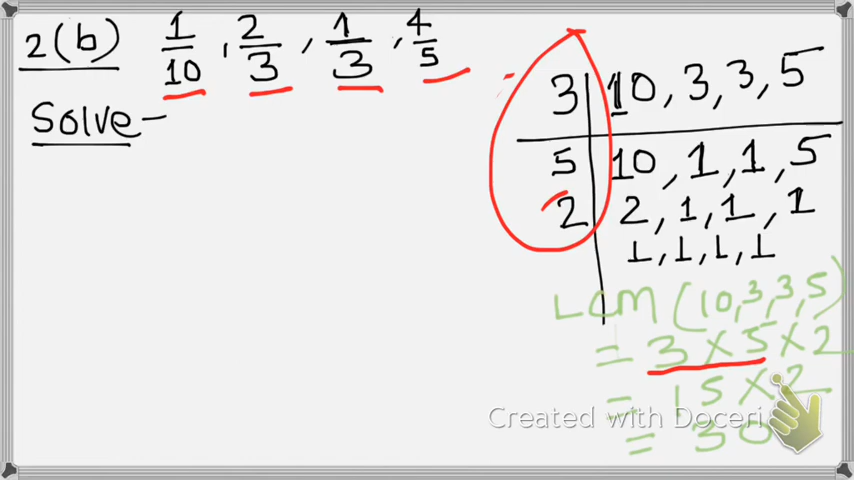 2(b) 1/10, 2/3, 1/3, 4/5
Solve-
3 | 10, 3, 3, 5
5 | 10, 1, 1, 5
2 | 2, 1, 1, 1
1, 1, 1, 1
LCM (10, 3, 3, 5)
= 3 × 5 × 2
= 15 × 2
= 30
Created with Doceri